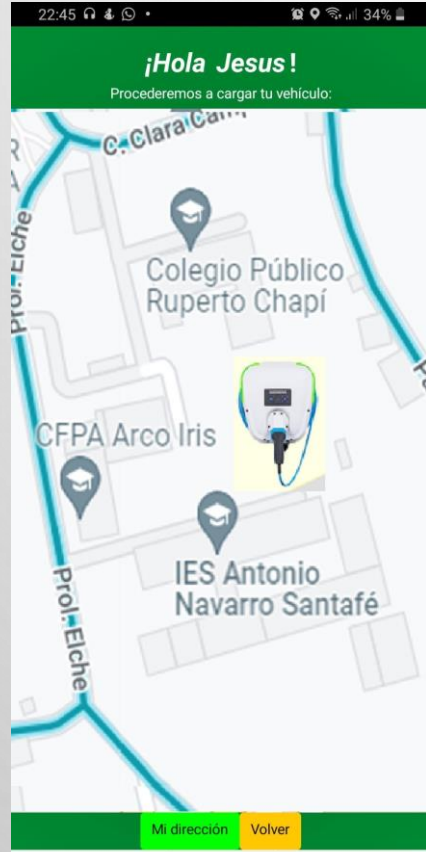 22:45
34%
¡Hola Jesus!
Procederemos a cargar tu vehículo:
C. Clara Camp
Prol. Elche
Colegio Público
Ruperto Chapí
CFPA Arco Iris
IES Antonio
Navarro Santafé
Prol. Elche
Mi dirección
Volver